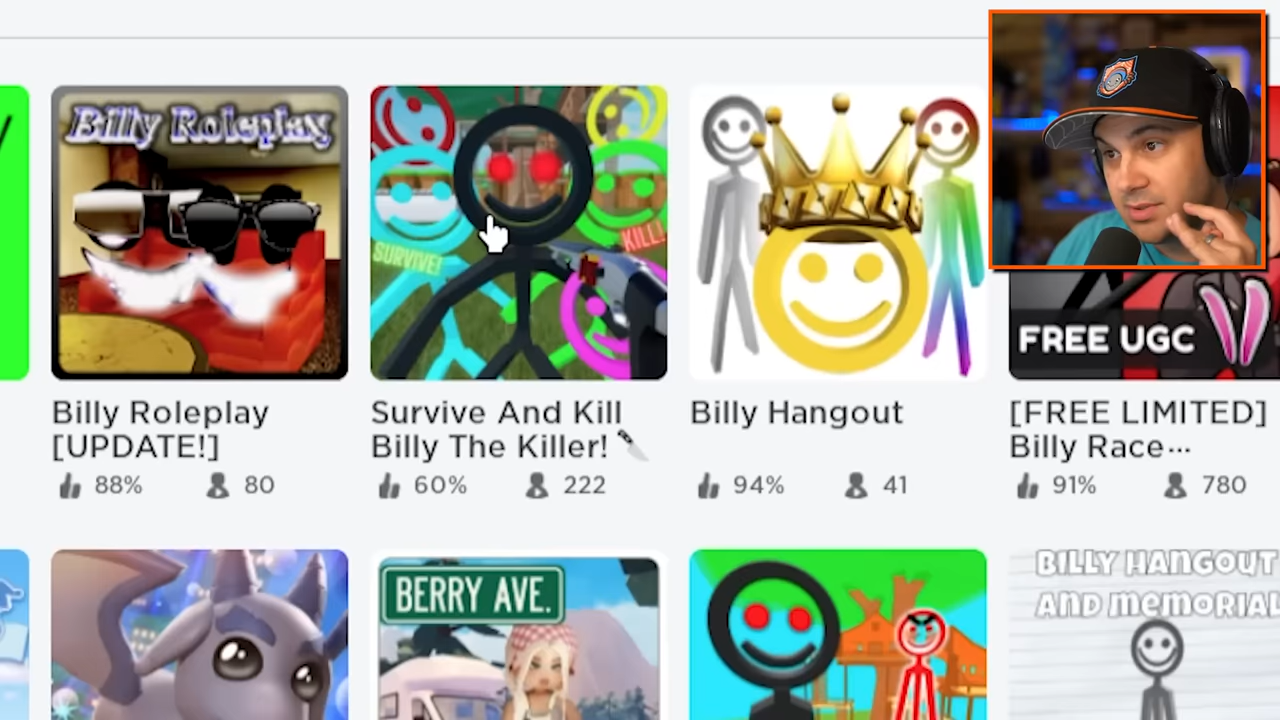 Billy Roleplay
SURVIVE!
KILL!
FREE UGC
Billy Roleplay
[UPDATE!]
Survive And Kill
Billy The Killer!
Billy Hangout
[FREE LIMITED]
Billy Race...
88% 80
60% 222
94% 41
91% 780
BERRY AVE.
BILLY HANGOUT
AND MEMORIAL